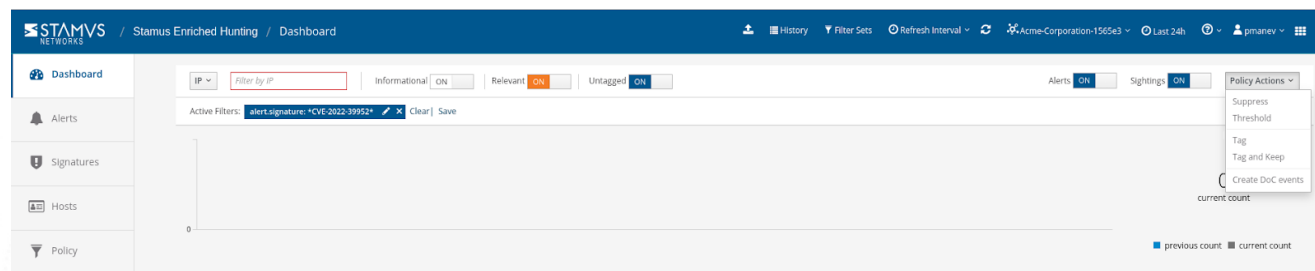 STAMVS NETWORKS / Stamus Enriched Hunting / Dashboard History Filter Sets Refresh Interval Acme-Corporation-1565e3 Last 24h pmanev
Dashboard
Alerts
Signatures
Hosts
Policy
IP Filter by IP Informational ON Relevant ON Untagged ON Alerts ON Sightings ON Policy Actions
Active Filters: alert.signature: *CVE-2022-39952* Clear| Save
Suppress
Threshold
Tag
Tag and Keep
Create DoC events
current count
0
previous count current count